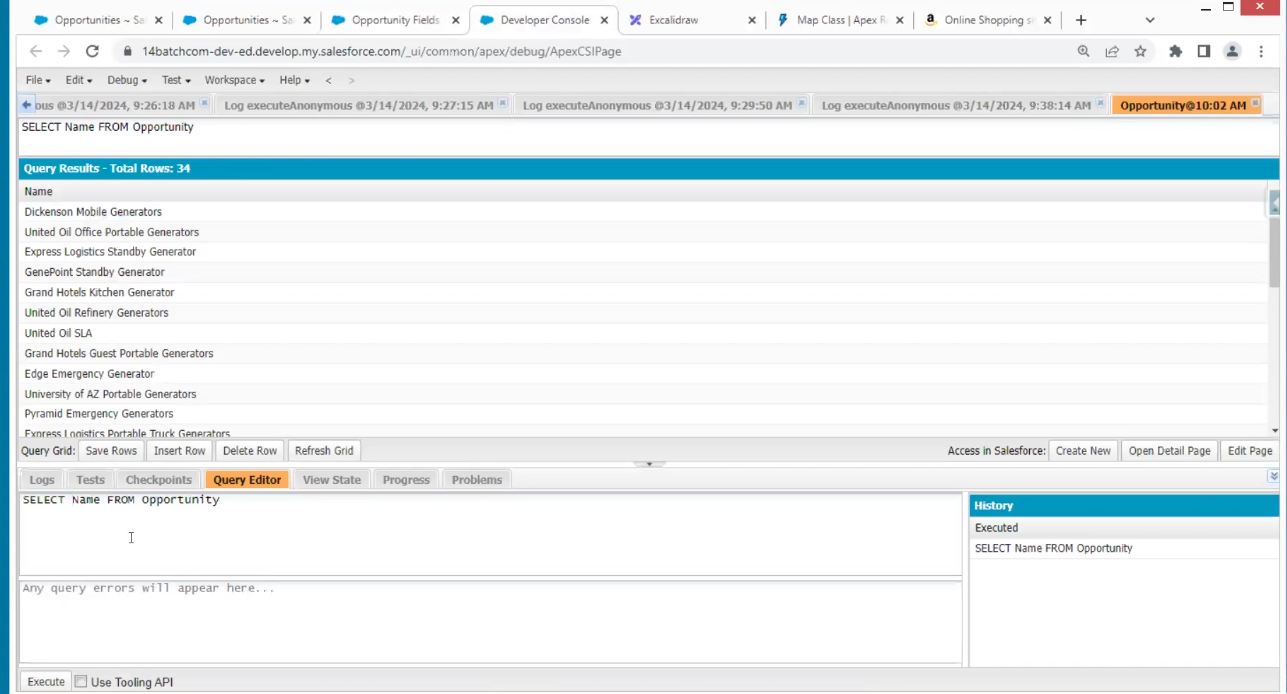 Opportunities ~ Sa
Opportunities ~ Sa
Opportunity Fields
Developer Console
Excalidraw
Map Class | Apex R
Online Shopping si
14batchcom-dev-ed.develop.my.salesforce.com/_ui/common/apex/debug/ApexCSIPage
File Edit Debug Test Workspace Help < >
ous @3/14/2024, 9:26:18 AM
Log executeAnonymous @3/14/2024, 9:27:15 AM
Log executeAnonymous @3/14/2024, 9:29:50 AM
Log executeAnonymous @3/14/2024, 9:38:14 AM
Opportunity@10:02 AM
SELECT Name FROM Opportunity
Query Results - Total Rows: 34
Name
Dickenson Mobile Generators
United Oil Office Portable Generators
Express Logistics Standby Generator
GenePoint Standby Generator
Grand Hotels Kitchen Generator
United Oil Refinery Generators
United Oil SLA
Grand Hotels Guest Portable Generators
Edge Emergency Generator
University of AZ Portable Generators
Pyramid Emergency Generators
Express Logistics Portable Truck Generators
Query Grid: Save Rows Insert Row Delete Row Refresh Grid
Access in Salesforce: Create New Open Detail Page Edit Page
Logs Tests Checkpoints Query Editor View State Progress Problems
SELECT Name FROM Opportunity
Any query errors will appear here...
History
Executed
SELECT Name FROM Opportunity
Execute Use Tooling API